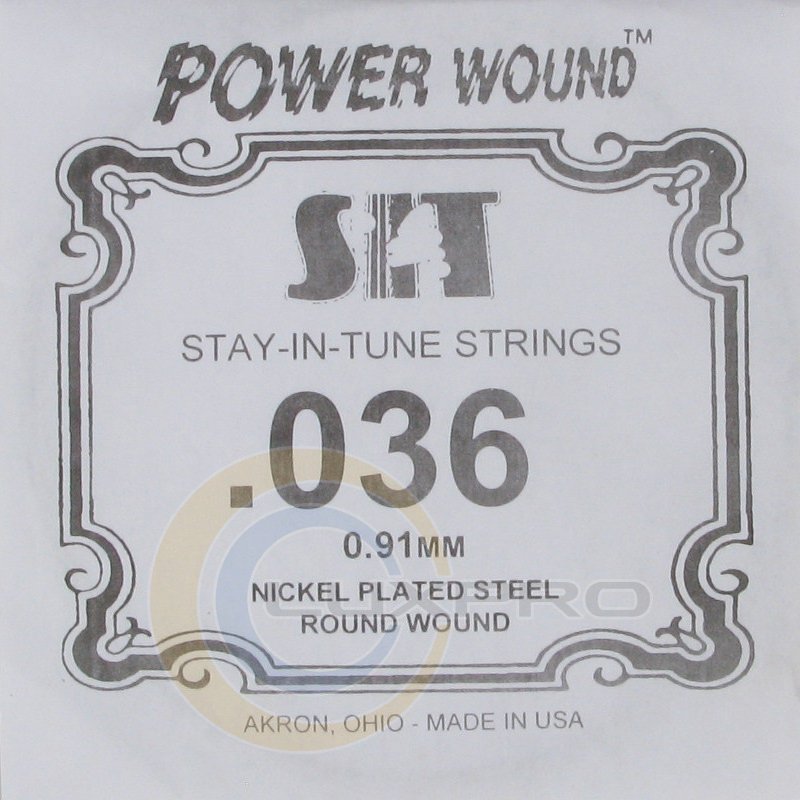 POWER WOUND™
SIT
STAY-IN-TUNE STRINGS
.036
0.91MM
NICKEL PLATED STEEL
LUXPRO
ROUND WOUND
AKRON, OHIO - MADE IN USA